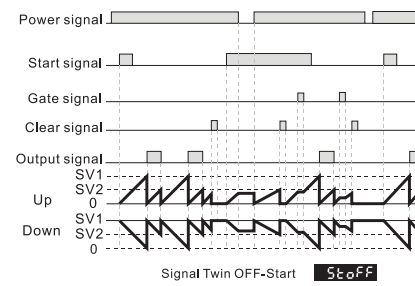 Power signal
Start signal
Gate signal
Clear signal
Output signal
SV1
Up SV2
0
SV1
Down SV2
0
Signal Twin OFF-Start StoFF